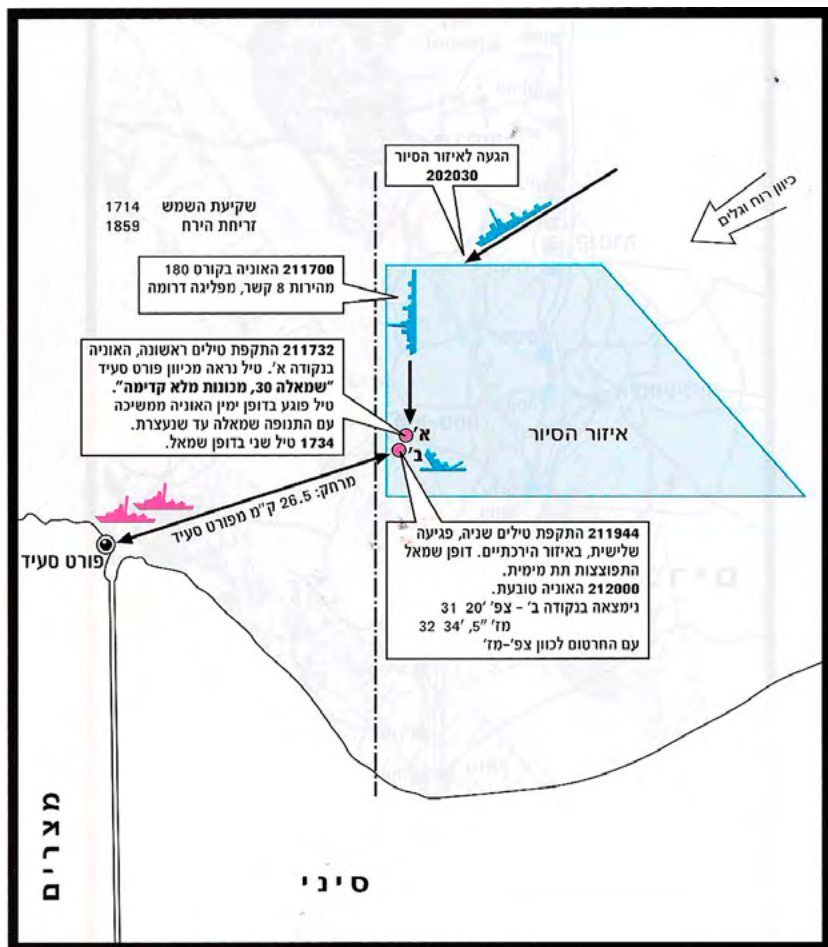 הגעה לאיזור הסיור
202030
כיוון רוח וגלים
שקיעת השמש 1714
זריחת הירח 1859
211700 האוניה בקורס 180
מהירות 8 קשר, מפליגה דרומה
211732 התקפת טילים ראשונה, האוניה
בנקודה א'. טיל נראה מכיוון פורט סעיד
"שמאלה 30, מכונות מלא קדימה".
טיל פוגע בדופן ימין האוניה ממשיכה
עם התנופה שמאלה עד שנעצרת.
1734 טיל שני בדופן שמאל.
א'
ב'
איזור הסיור
מרחק: 26.5 ק"מ מפורט סעיד
פורט סעיד
211944 התקפת טילים שניה, פגיעה
שלישית, באיזור הירכתיים. דופן שמאל
התפוצצות תת מימית.
212000 האוניה טובעת.
נימצאה בנקודה ב' - צפ' '20 31
מז' "5, '34 32
עם החרטום לכוון צפ'-מז'
מצרים
סיני